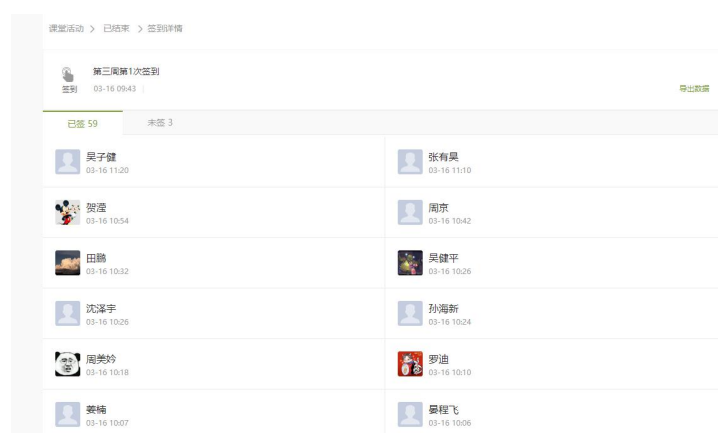 课堂活动 > 已结束 > 签到详情
第三周第1次签到
签到 03-16 09:43
导出数据
已签 59 未签 3
吴子健 张有昊
03-16 11:20 03-16 11:10
贺滢 周京
03-16 10:54 03-16 10:42
田鹏 吴健平
03-16 10:32 03-16 10:26
沈泽宇 孙海新
03-16 10:26 03-16 10:24
周美妗 罗迪
03-16 10:18 03-16 10:10
姜楠 晏程飞
03-16 10:07 03-16 10:06